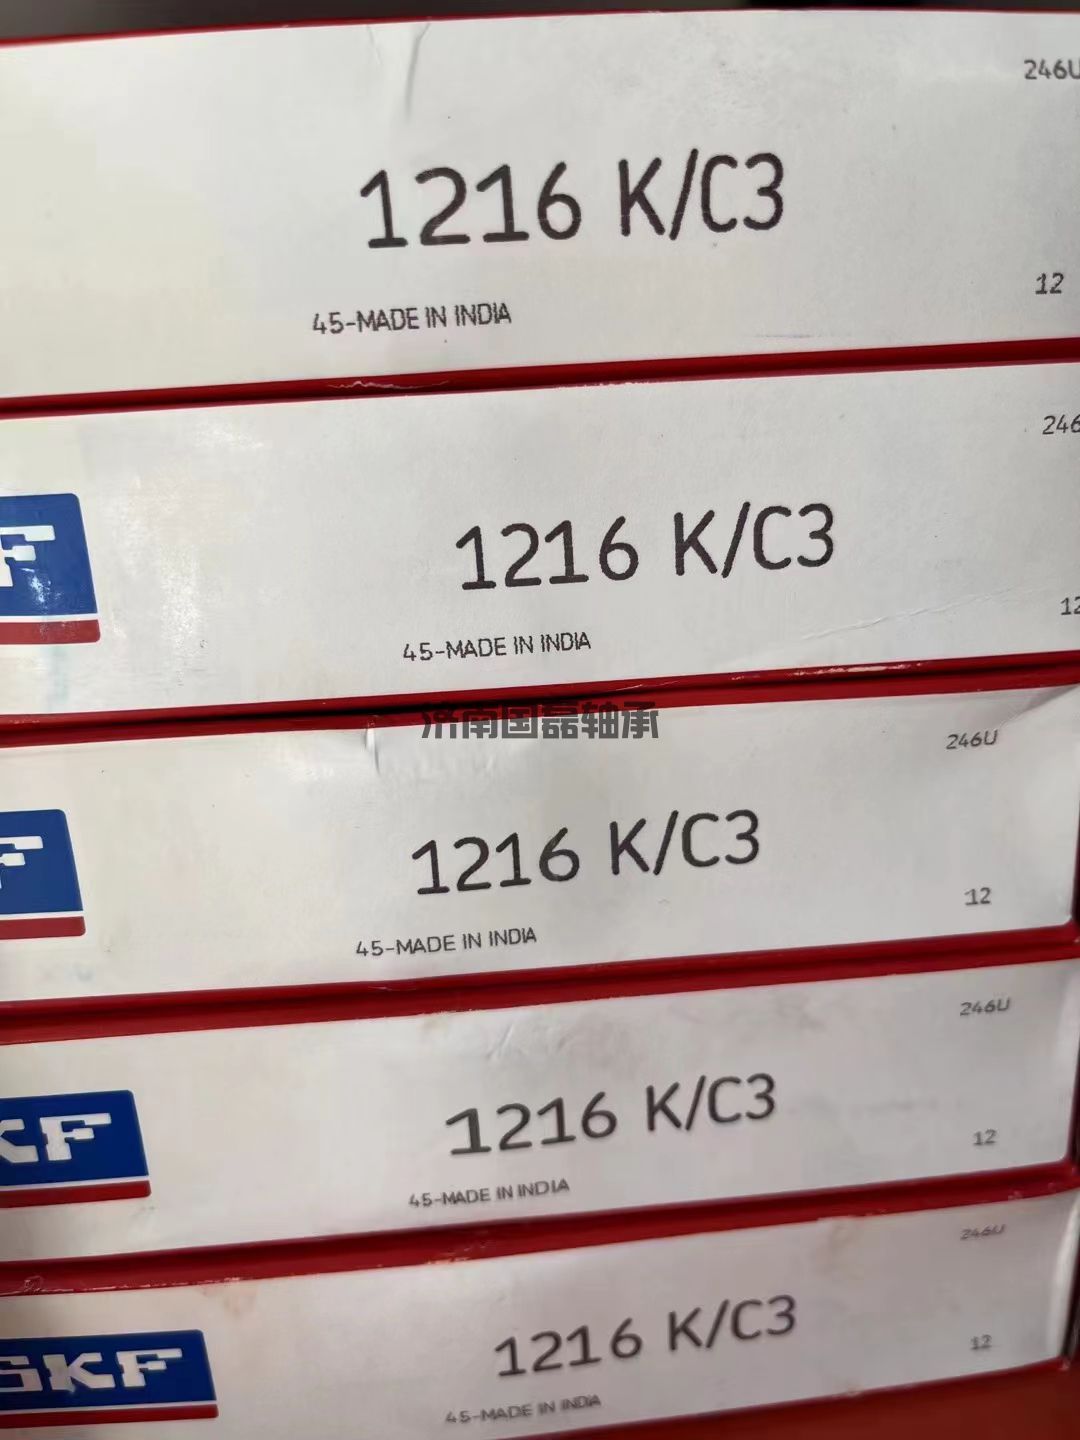 246U
1216 K/C3
12
45-MADE IN INDIA
246
F
1216 K/C3
12
45-MADE IN INDIA
济南国磊轴承
246U
F
1216 K/C3
12
45-MADE IN INDIA
246U
KF
1216 K/C3
12
45-MADE IN INDIA
246U
SKF
1216 K/C3
12
45-MADE IN INDIA